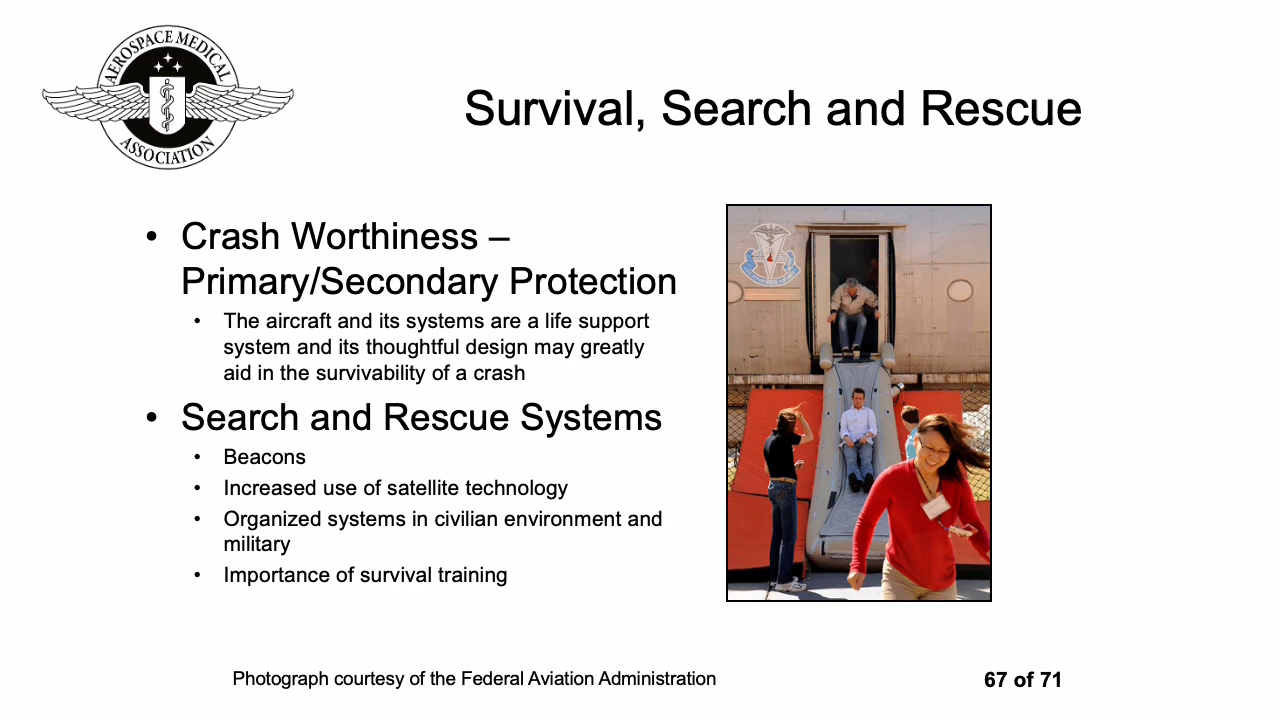 AEROSPACE MEDICAL
ASSOCIATION
Survival, Search and Rescue
• Crash Worthiness –
Primary/Secondary Protection
• The aircraft and its systems are a life support
system and its thoughtful design may greatly
aid in the survivability of a crash
• Search and Rescue Systems
• Beacons
• Increased use of satellite technology
• Organized systems in civilian environment and
military
• Importance of survival training
Photograph courtesy of the Federal Aviation Administration
67 of 71